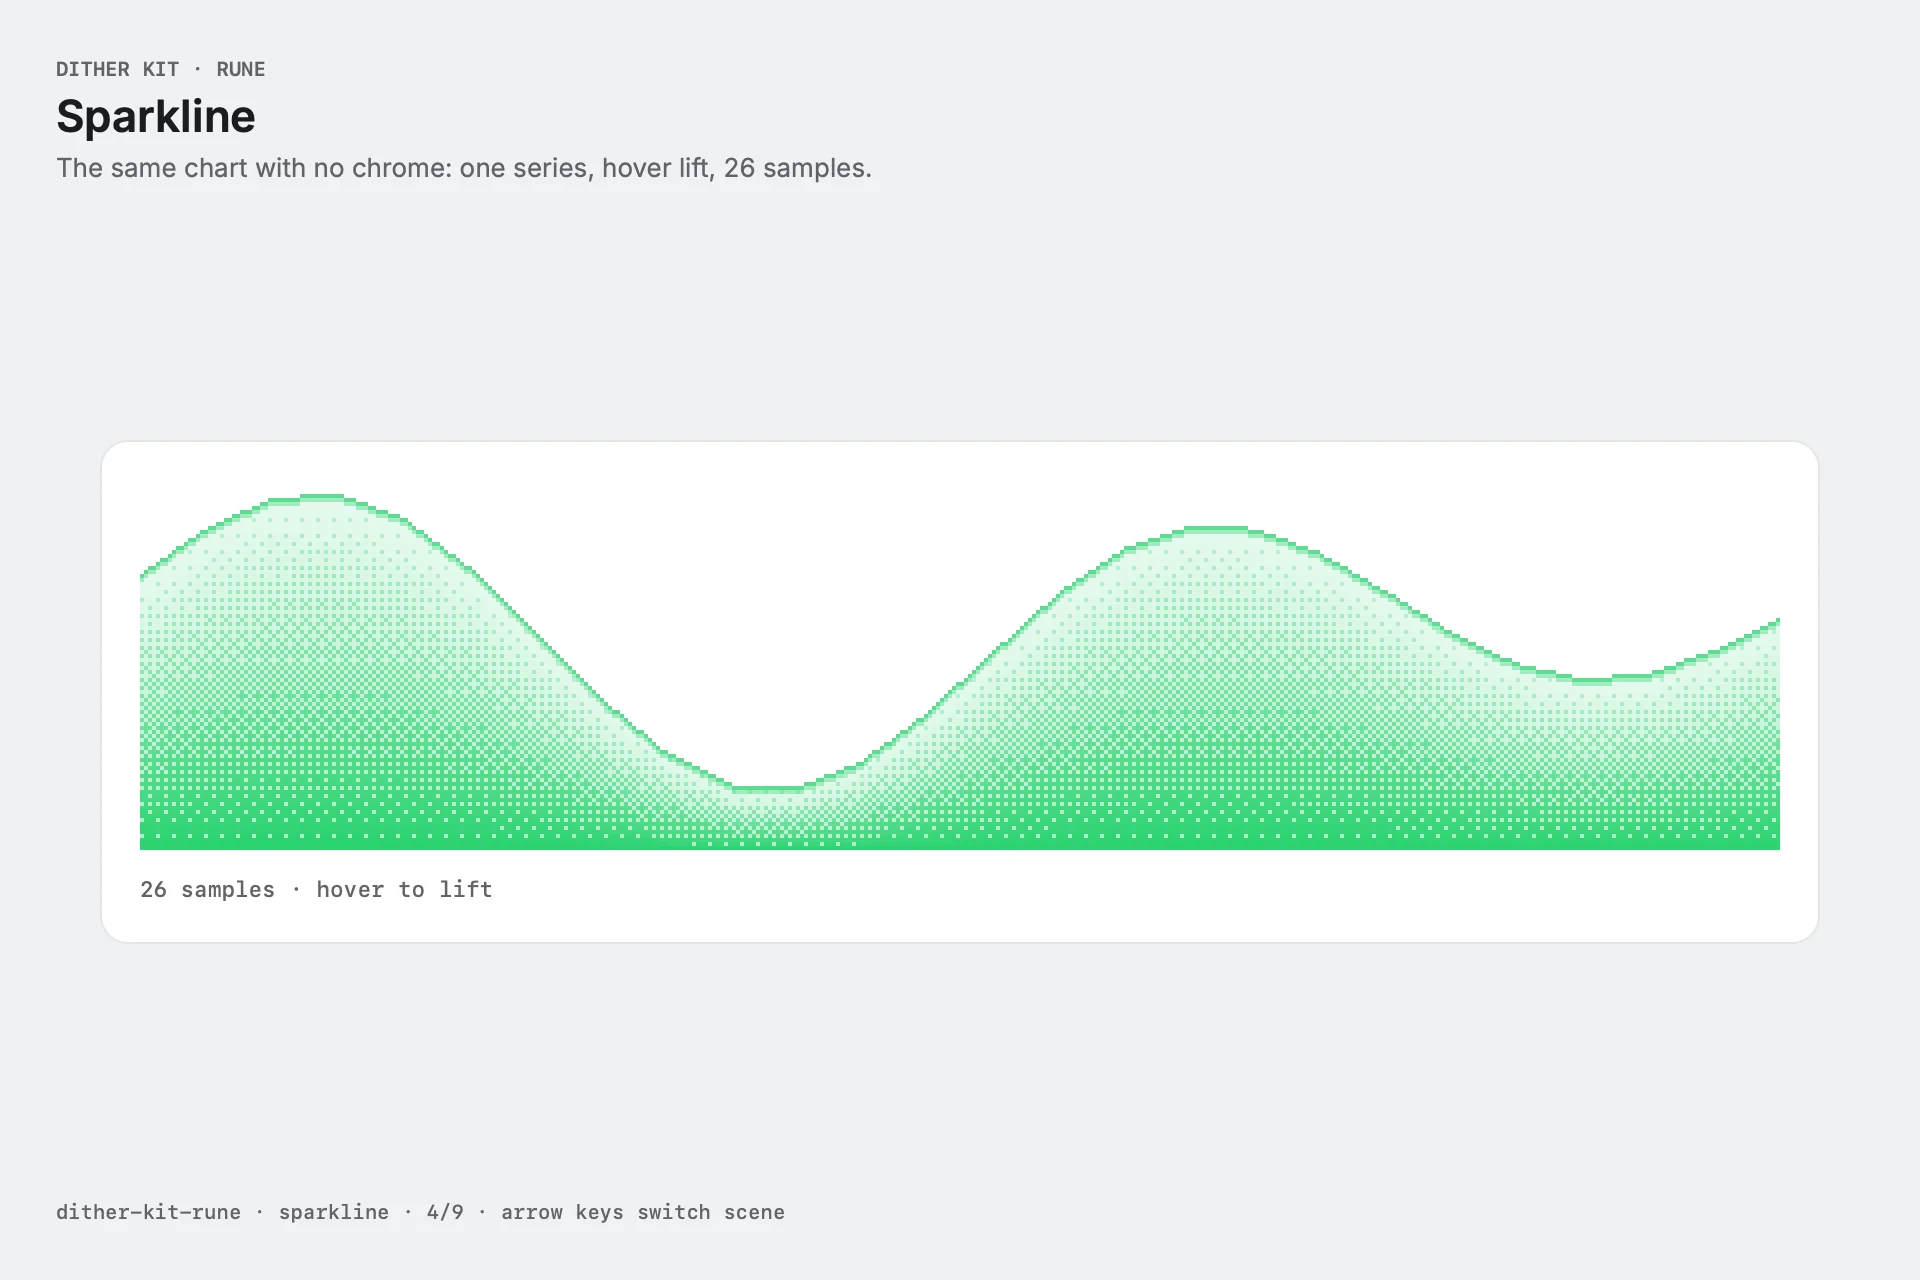 DITHER KIT · RUNE
Sparkline
The same chart with no chrome: one series, hover lift, 26 samples.
26 samples · hover to lift
dither-kit-rune · sparkline · 4/9 · arrow keys switch scene